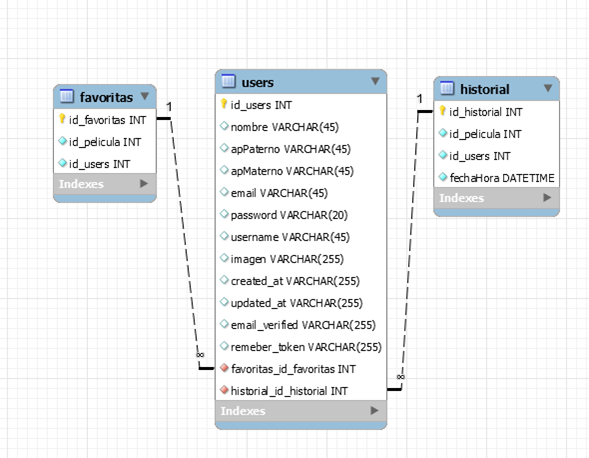 favoritas
id_favoritas INT
id_pelicula INT
id_users INT
Indexes
1
users
id_users INT
nombre VARCHAR(45)
apPaterno VARCHAR(45)
apMaterno VARCHAR(45)
email VARCHAR(45)
password VARCHAR(20)
username VARCHAR(45)
imagen VARCHAR(255)
created_at VARCHAR(255)
updated_at VARCHAR(255)
email_verified VARCHAR(255)
remeber_token VARCHAR(255)
favoritas_id_favoritas INT
historial_id_historial INT
Indexes
∞
∞
1
historial
id_historial INT
id_pelicula INT
id_users INT
fechaHora DATETIME
Indexes